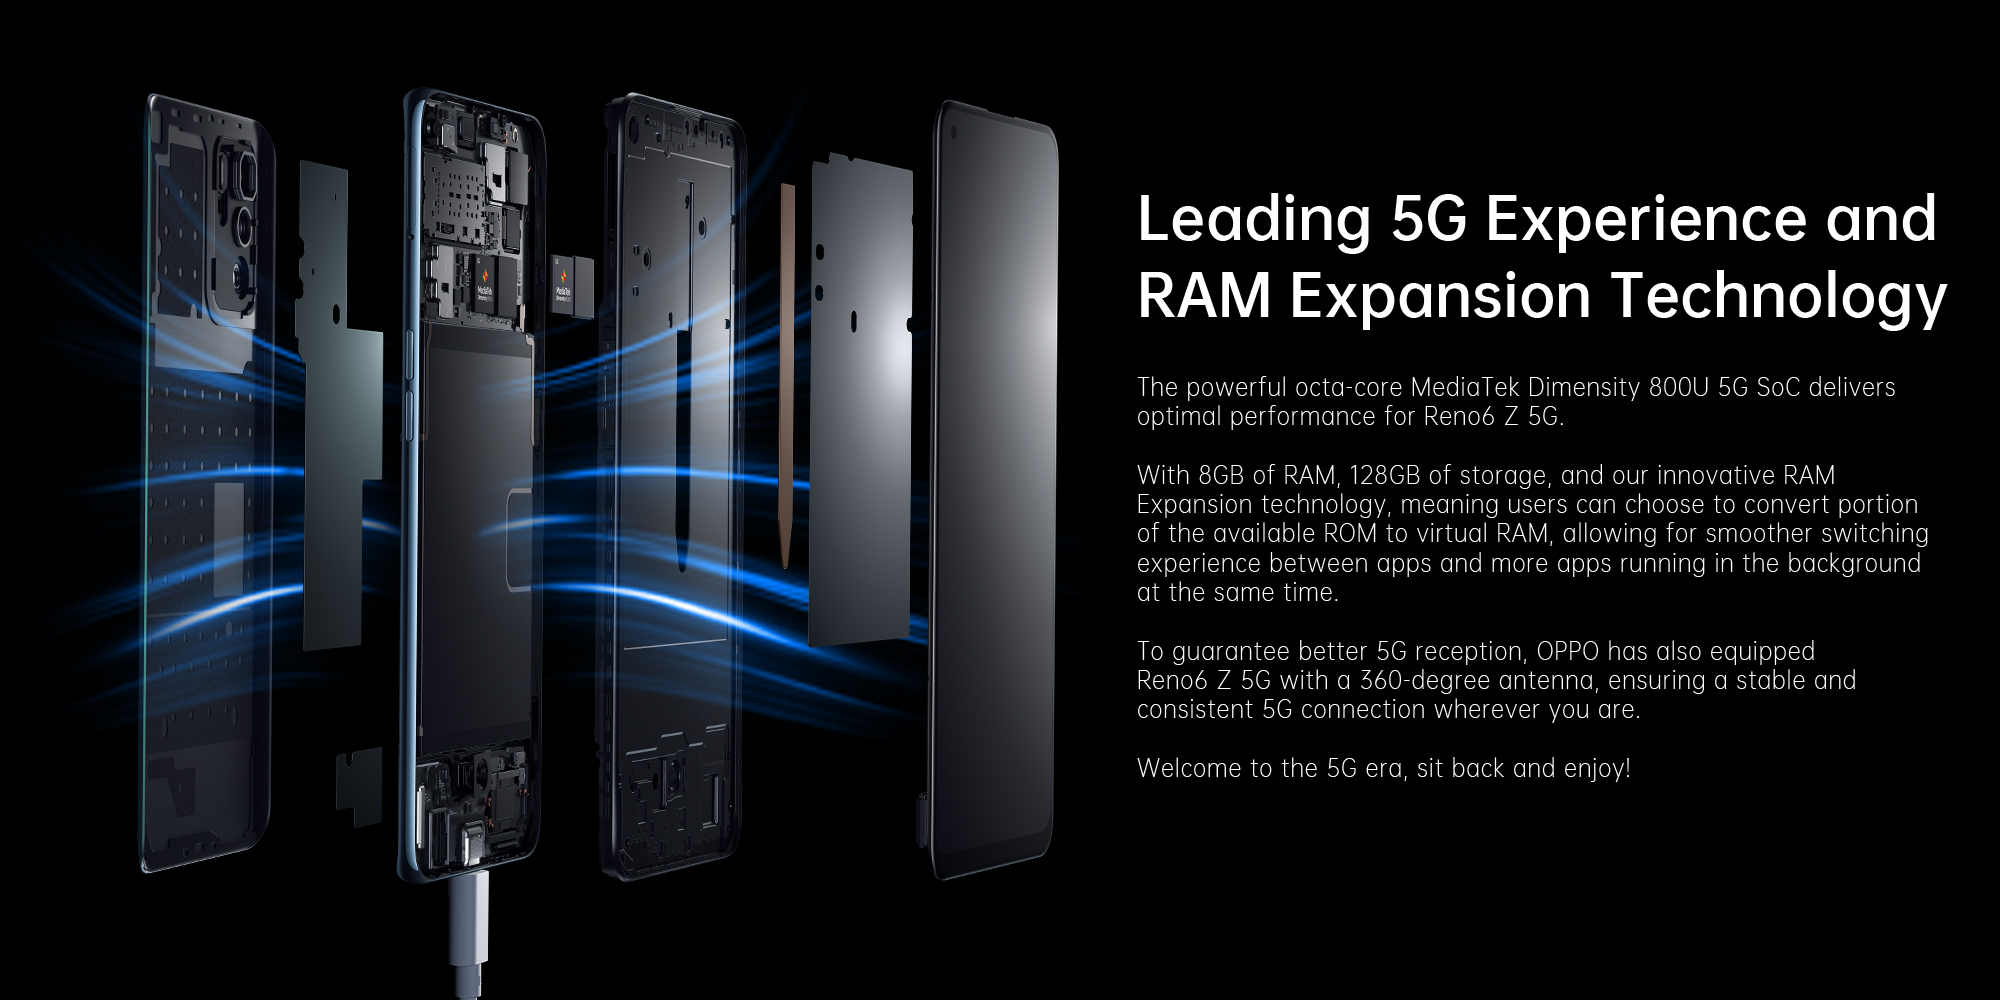 Leading 5G Experience and
RAM Expansion Technology
The powerful octa-core MediaTek Dimensity 800U 5G SoC delivers
optimal performance for Reno6 Z 5G.
With 8GB of RAM, 128GB of storage, and our innovative RAM
Expansion technology, meaning users can choose to convert portion
of the available ROM to virtual RAM, allowing for smoother switching
experience between apps and more apps running in the background
at the same time.
To guarantee better 5G reception, OPPO has also equipped
Reno6 Z 5G with a 360-degree antenna, ensuring a stable and
consistent 5G connection wherever you are.
Welcome to the 5G era, sit back and enjoy!
MediaTek
Dimensity
MediaTek